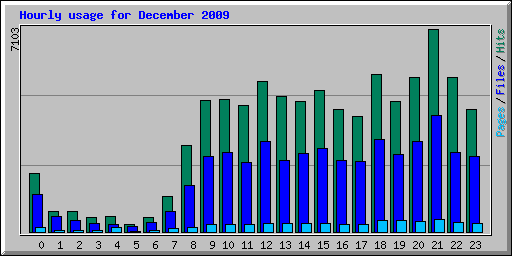 Hourly usage for December 2009
7103
Pages/Files/Hits
0 1 2 3 4 5 6 7 8 9 10 11 12 13 14 15 16 17 18 19 20 21 22 23